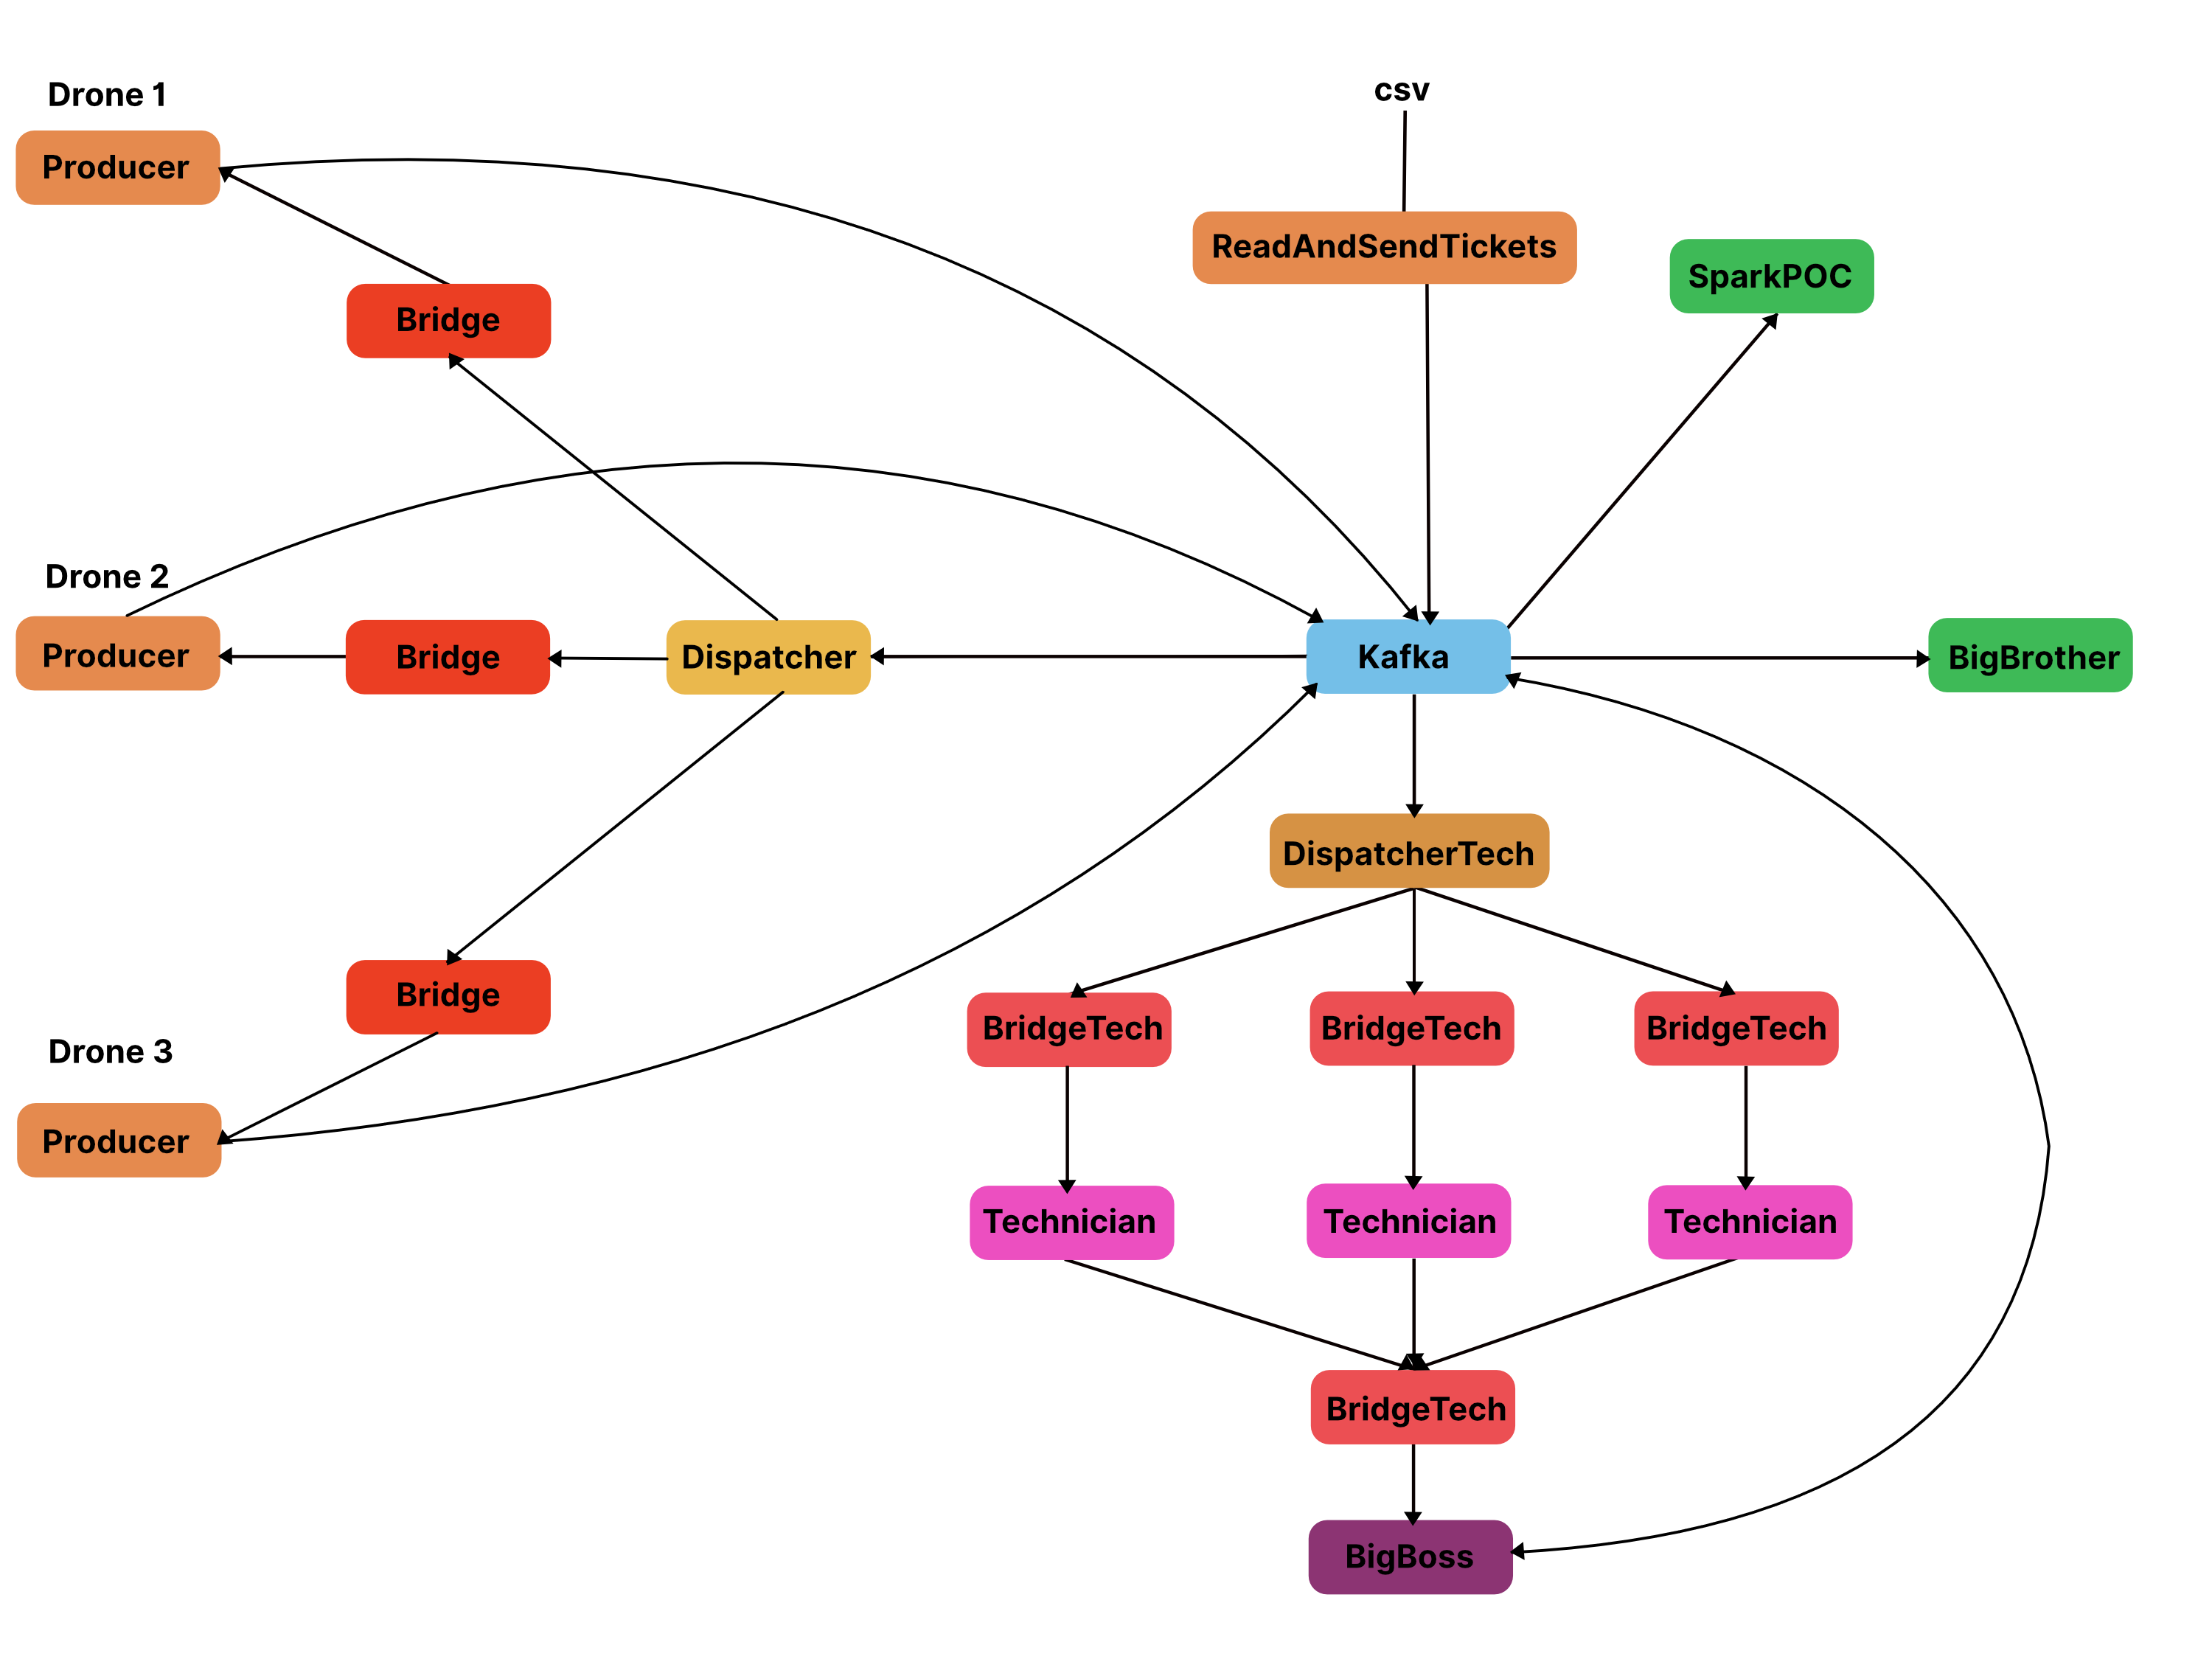 Drone 1
csv
Producer
ReadAndSendTickets
SparkPOC
Bridge
Drone 2
Producer
Bridge
Dispatcher
Kafka
BigBrother
DispatcherTech
Bridge
BridgeTech
BridgeTech
BridgeTech
Drone 3
Producer
Technician
Technician
Technician
BridgeTech
BigBoss